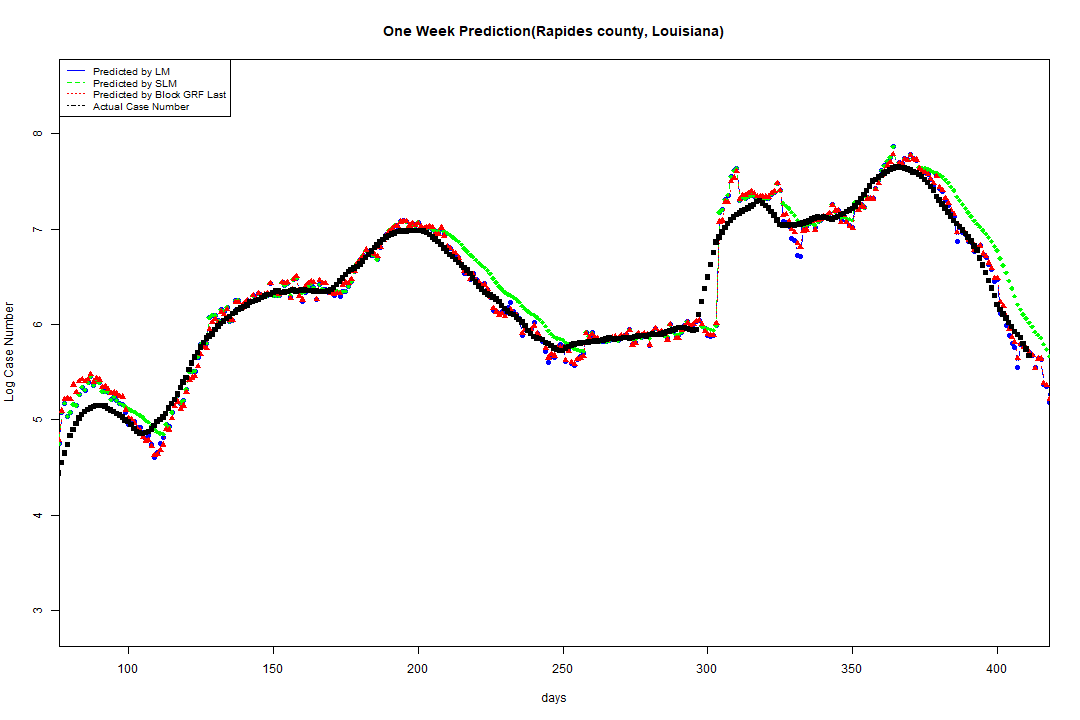 One Week Prediction(Rapides county, Louisiana)
Predicted by LM
Predicted by SLM
Predicted by Block GRF Last
Actual Case Number
8
7
6
5
4
3
Log Case Number
100 150 200 250 300 350 400
days